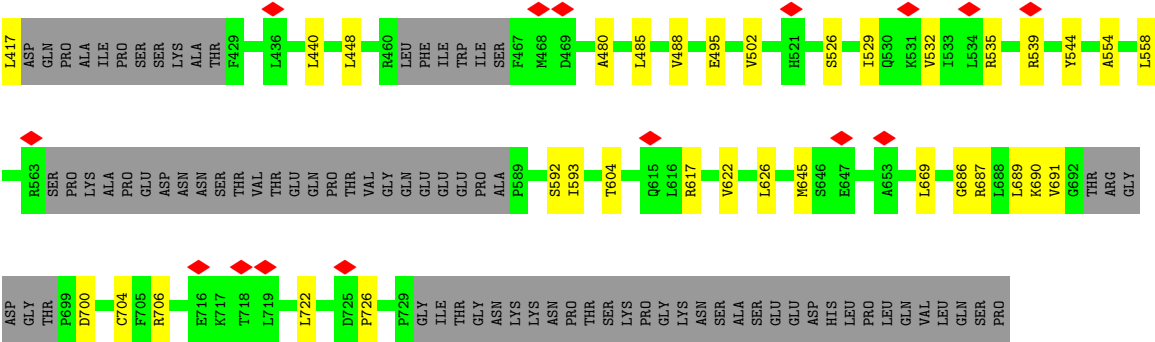 L417 ASP GLN PRO ALA ILE PRO SER SER LYS ALA THR F429 L436 L440 L448 R460 LEU PHE ILE TRP ILE SER F467 M468 D469 A480 L485 V488 E495 V502 H521 S526 I529 Q530 K531 V532 I533 L534 R535 R539 Y544 A554 L558
R563 SER PRO LYS ALA PRO GLU ASP ASN ASN SER THR VAL THR GLU GLN PRO THR VAL GLY GLN GLU GLU GLU PRO ALA P589 S592 I593 T604 Q615 L616 R617 V622 L626 M645 S646 E647 A653 L669 G686 R687 L688 L689 K690 V691 G692 THR ARG GLY
ASP GLY THR P699 D700 C704 F705 R706 E716 K717 T718 L719 L722 D725 P726 P729 GLY ILE THR GLY ASN LYS LYS ASN PRO THR SER LYS PRO GLY LYS ASN SER ALA SER GLU GLU ASP HIS LEU PRO LEU GLN VAL LEU GLN SER PRO